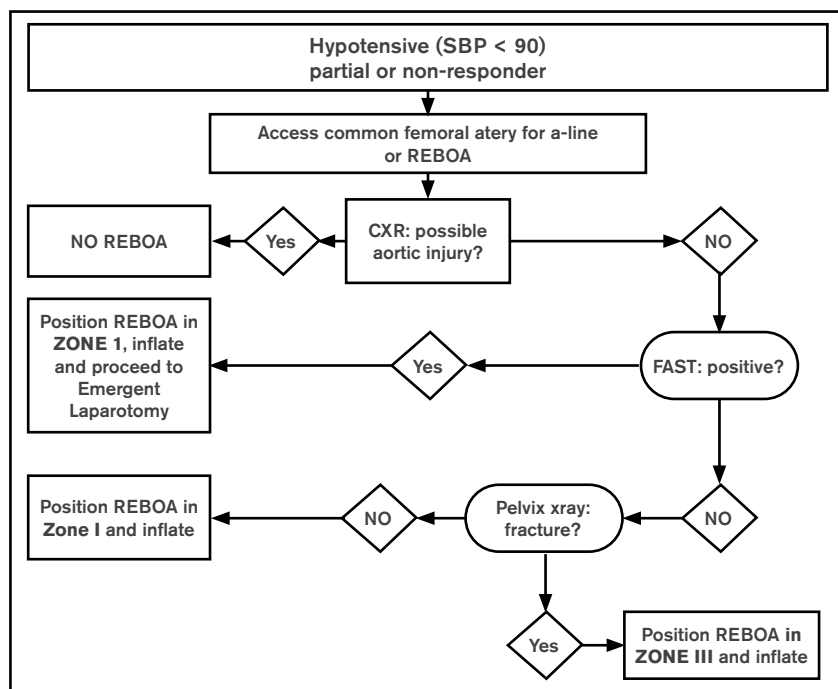 Hypotensive (SBP < 90)
partial or non-responder
Access common femoral atery for a-line
or REBOA
CXR: possible
aortic injury?
Yes
NO REBOA
NO
FAST: positive?
Yes
Position REBOA in
ZONE 1, inflate
and proceed to
Emergent
Laparotomy
NO
Pelvix xray:
fracture?
NO
Position REBOA in
Zone I and inflate
Yes
Position REBOA in
ZONE III and inflate